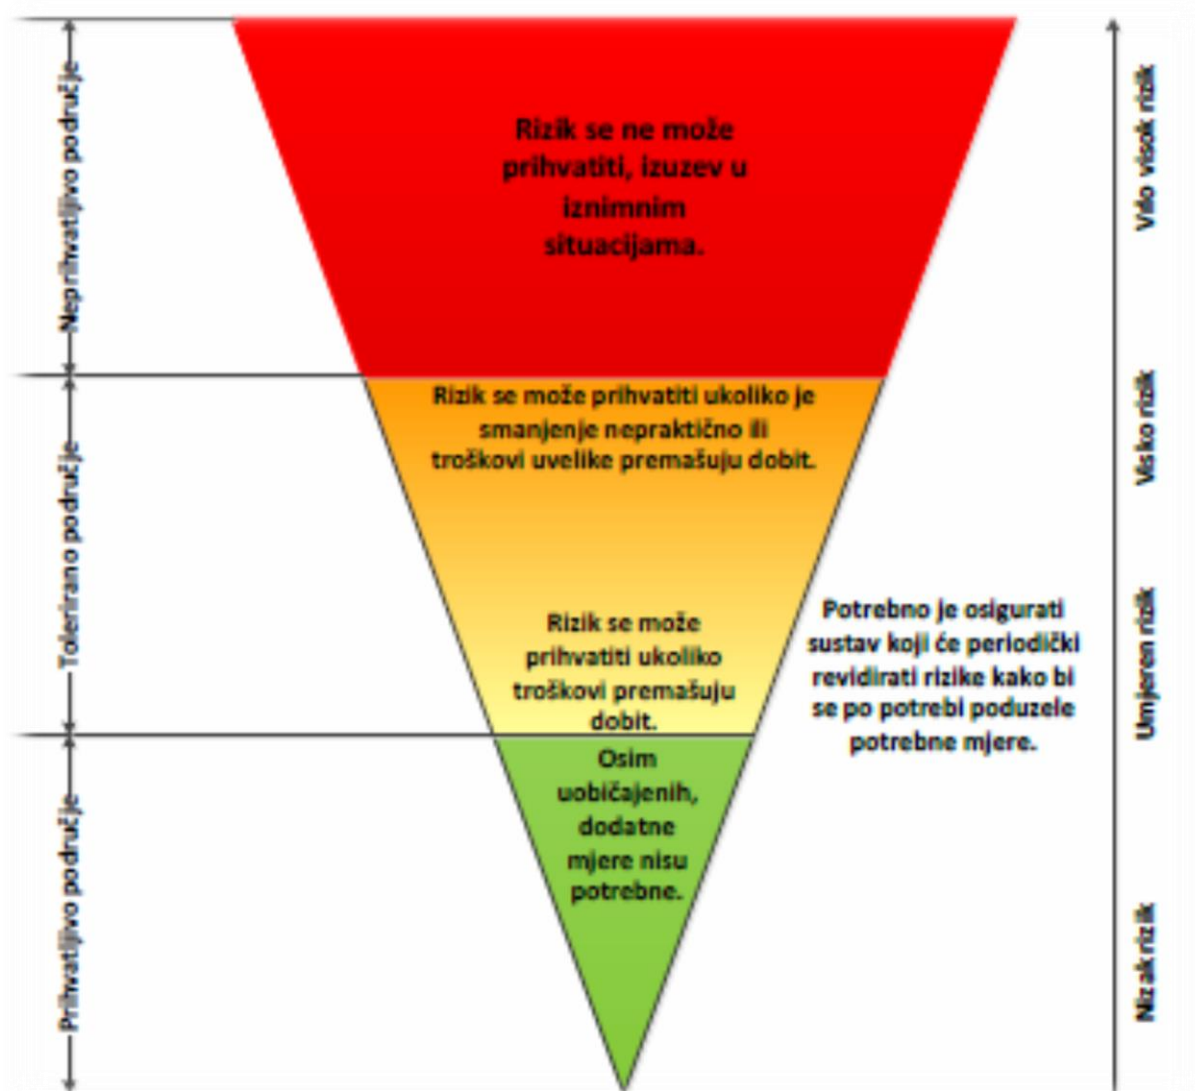 Neprihvatljivo područje
Rizik se ne može
prihvatiti, izuzev u
iznimnim
situacijama.
Vrlo visok rizik
Tolerirano područje
Rizik se može prihvatiti ukoliko je
smanjenje nepraktično ili
troškovi uvelike premašuju dobit.
Visko rizik
Rizik se može
prihvatiti ukoliko
troškovi premašuju
dobit.
Potrebno je osigurati
sustav koji će periodički
revidirati rizike kako bi
se po potrebi poduzele
potrebne mjere.
Umjeren rizik
Prihvatljivo područje
Osim
uobičajenih,
dodatne
mjere nisu
potrebne.
Nizak rizik